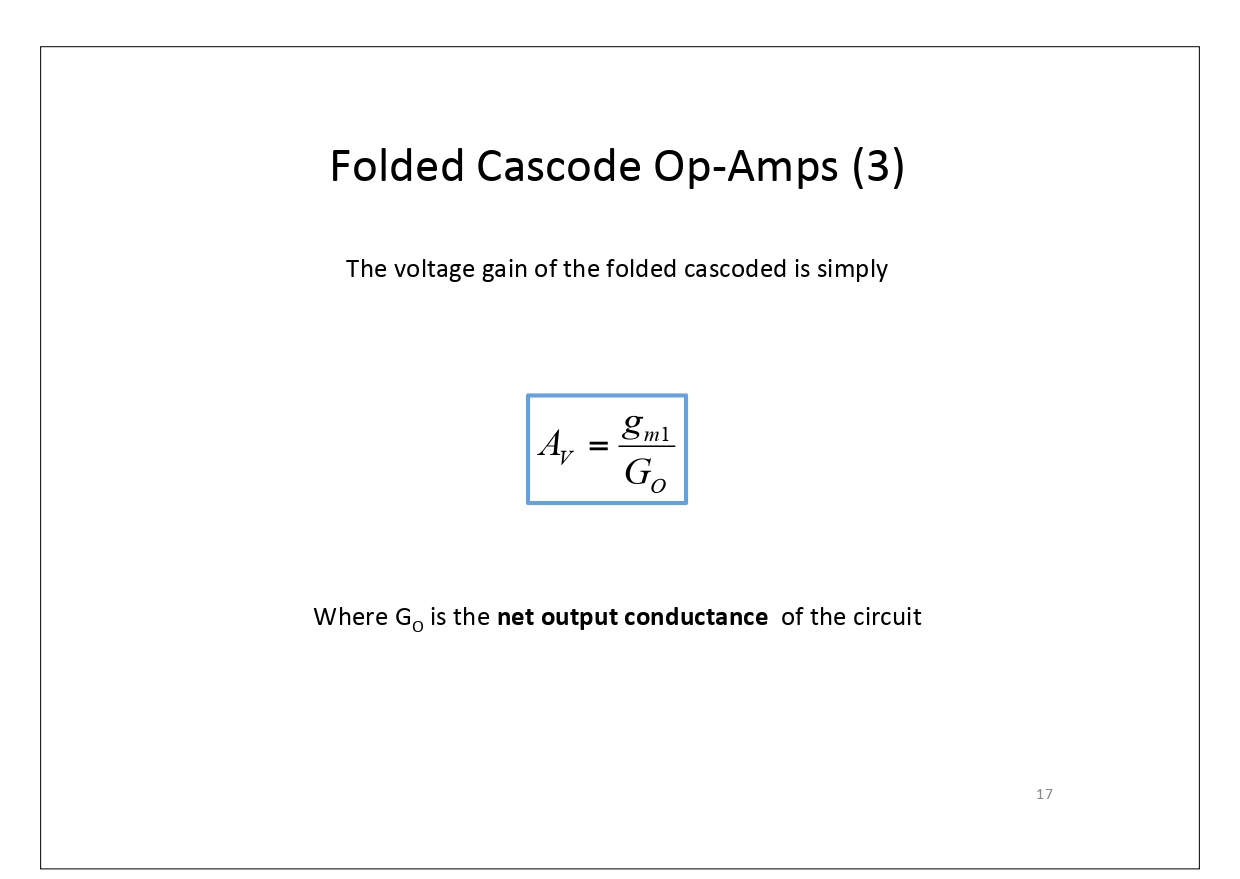 Folded Cascode Op-Amps (3)
The voltage gain of the folded cascoded is simply
A_V = g_{m1} / G_O
Where G_O is the net output conductance of the circuit
17